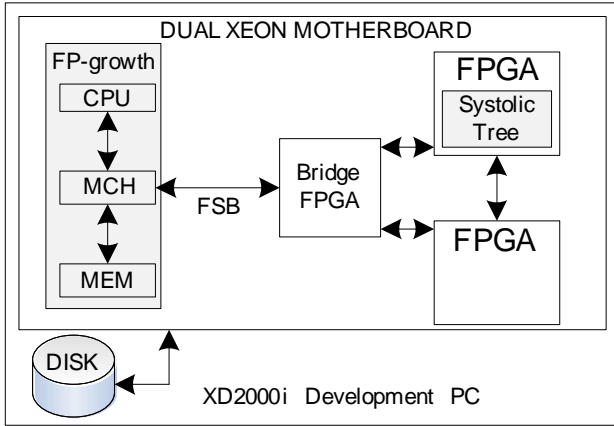 DUAL XEON MOTHERBOARD
FP-growth
CPU
MCH
MEM
FSB
Bridge
FPGA
FPGA
Systolic
Tree
FPGA
DISK
XD2000i Development PC